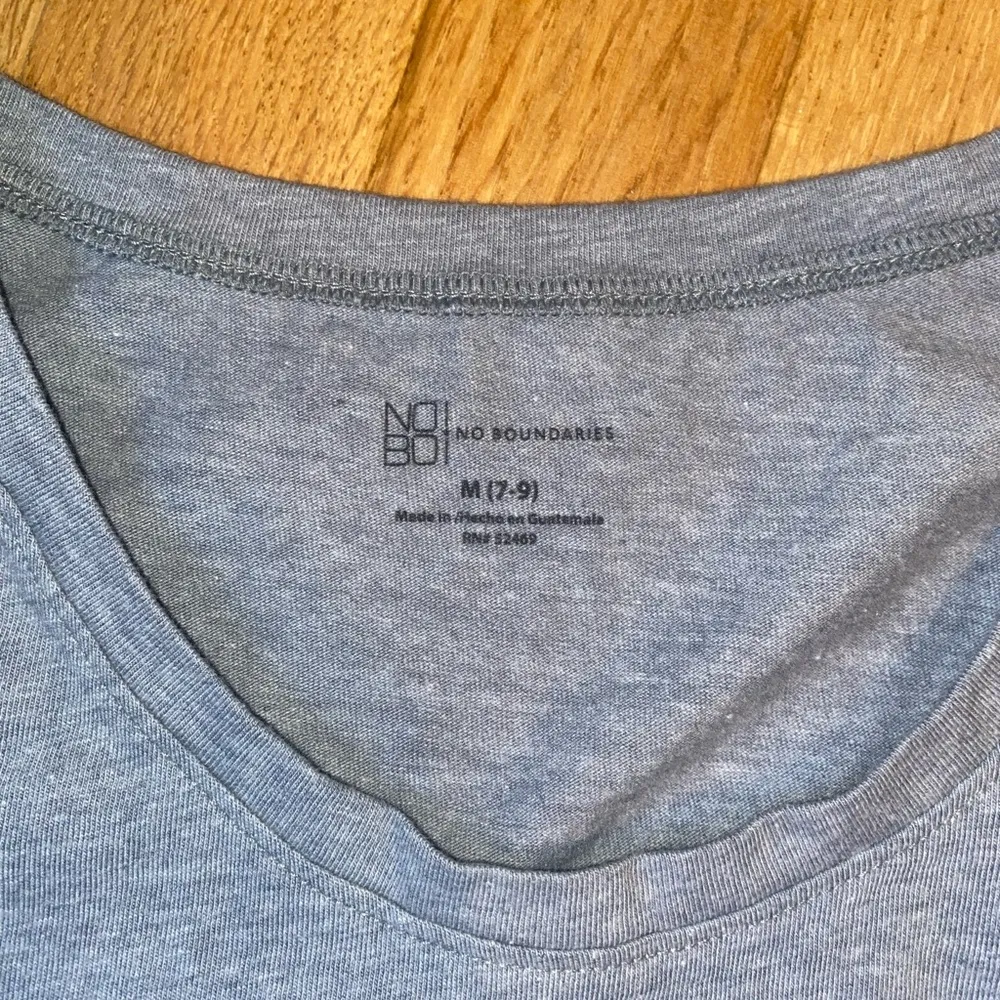 NO
BO
NO BOUNDARIES
M (7-9)
Made in /Hecho en Guatemala
RN# 52469